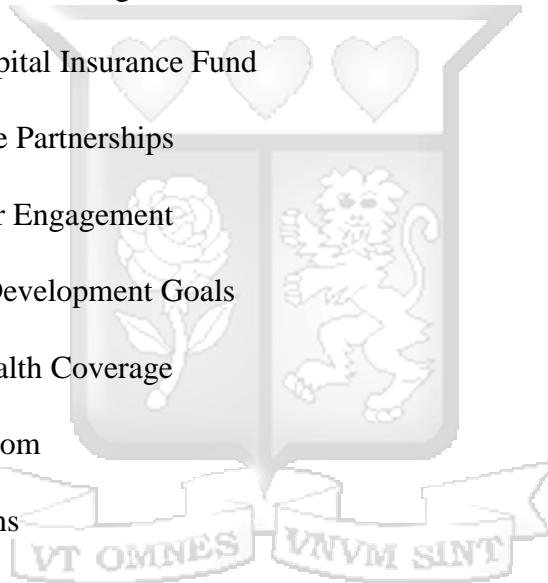 pital Insurance Fund
e Partnerships
r Engagement
Development Goals
alth Coverage
om
ns
VT OMNES VNVM SINT